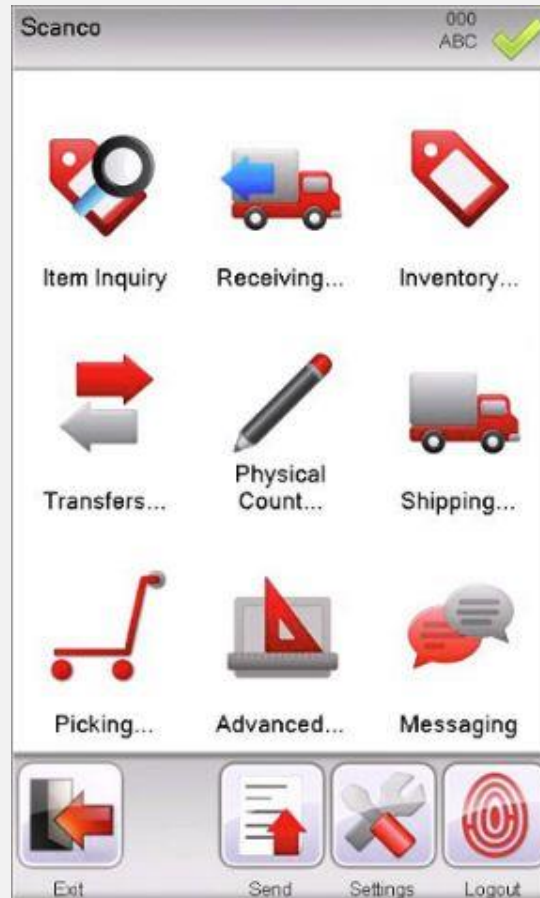 Scanco
000
ABC
Item Inquiry
Receiving...
Inventory...
Transfers...
Physical
Count...
Shipping...
Picking...
Advanced...
Messaging
Exit
Send
Settings
Logout